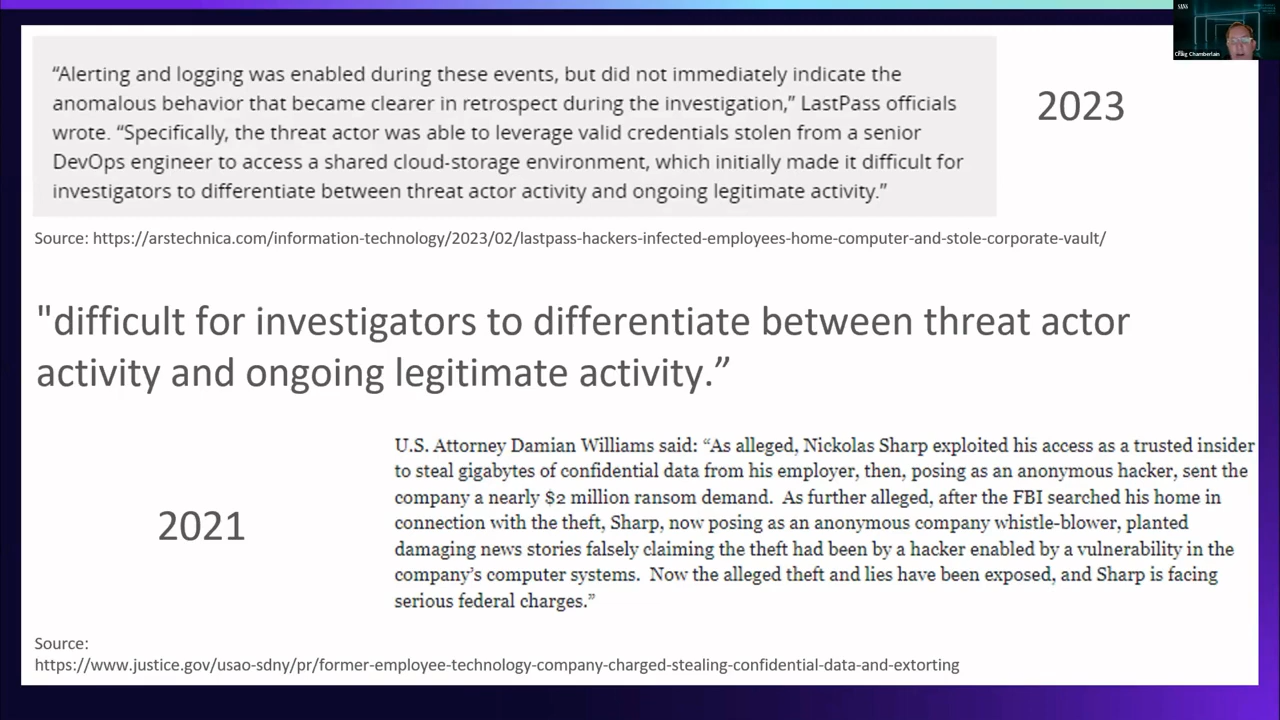 SANS
Craig Chamberlain
“Alerting and logging was enabled during these events, but did not immediately indicate the
anomalous behavior that became clearer in retrospect during the investigation,” LastPass officials
wrote. “Specifically, the threat actor was able to leverage valid credentials stolen from a senior
DevOps engineer to access a shared cloud-storage environment, which initially made it difficult for
investigators to differentiate between threat actor activity and ongoing legitimate activity.”
2023
Source: https://arstechnica.com/information-technology/2023/02/lastpass-hackers-infected-employees-home-computer-and-stole-corporate-vault/
"difficult for investigators to differentiate between threat actor
activity and ongoing legitimate activity.”
2021
U.S. Attorney Damian Williams said: “As alleged, Nickolas Sharp exploited his access as a trusted insider
to steal gigabytes of confidential data from his employer, then, posing as an anonymous hacker, sent the
company a nearly $2 million ransom demand.  As further alleged, after the FBI searched his home in
connection with the theft, Sharp, now posing as an anonymous company whistle-blower, planted
damaging news stories falsely claiming the theft had been by a hacker enabled by a vulnerability in the
company’s computer systems.  Now the alleged theft and lies have been exposed, and Sharp is facing
serious federal charges.”
Source:
https://www.justice.gov/usao-sdny/pr/former-employee-technology-company-charged-stealing-confidential-data-and-extorting